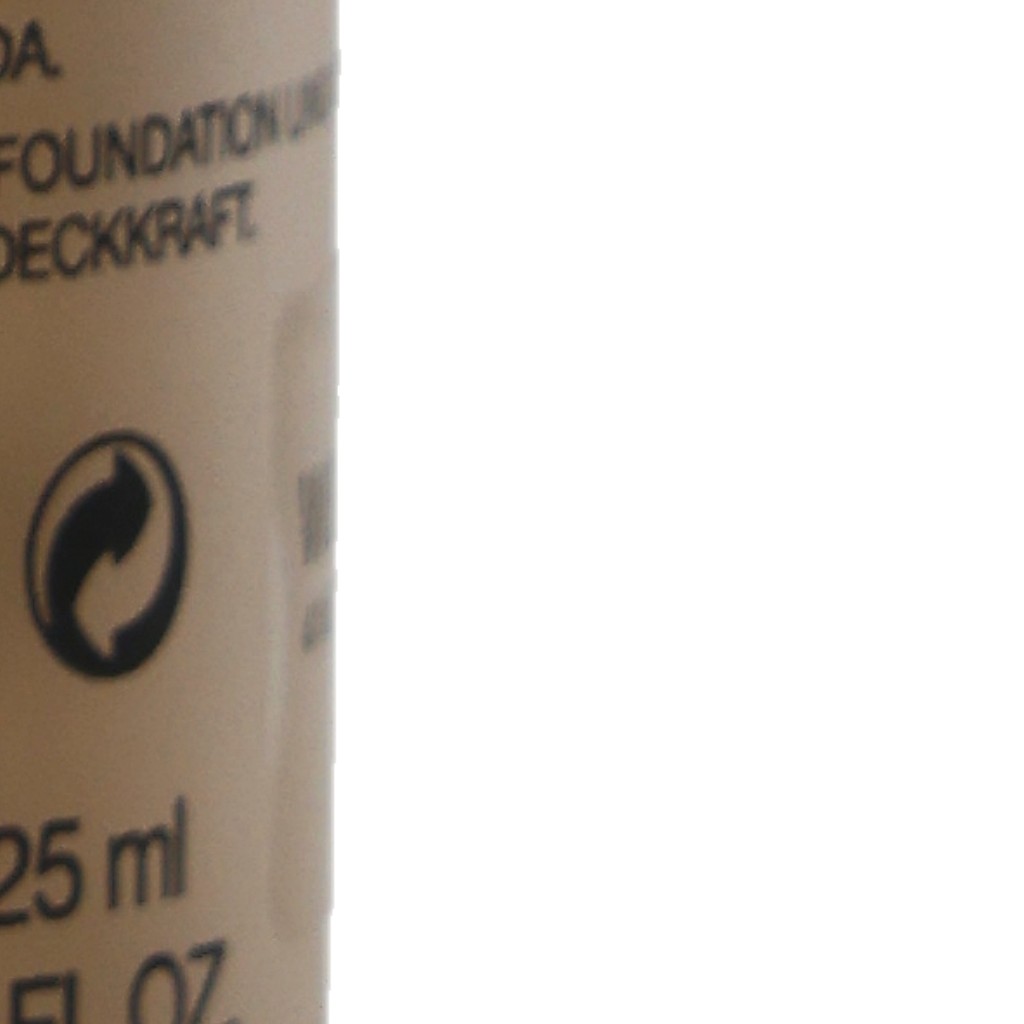 DA.
FOUNDATION
DECKKRAFT.
25 ml
FL OZ.